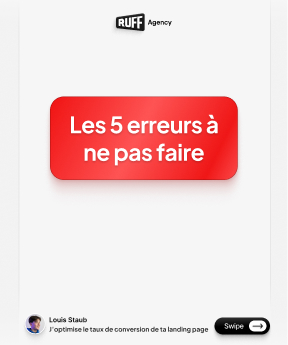 RUFF Agency
Les 5 erreurs à
ne pas faire
Louis Staub
J'optimise le taux de conversion de ta landing page
Swipe